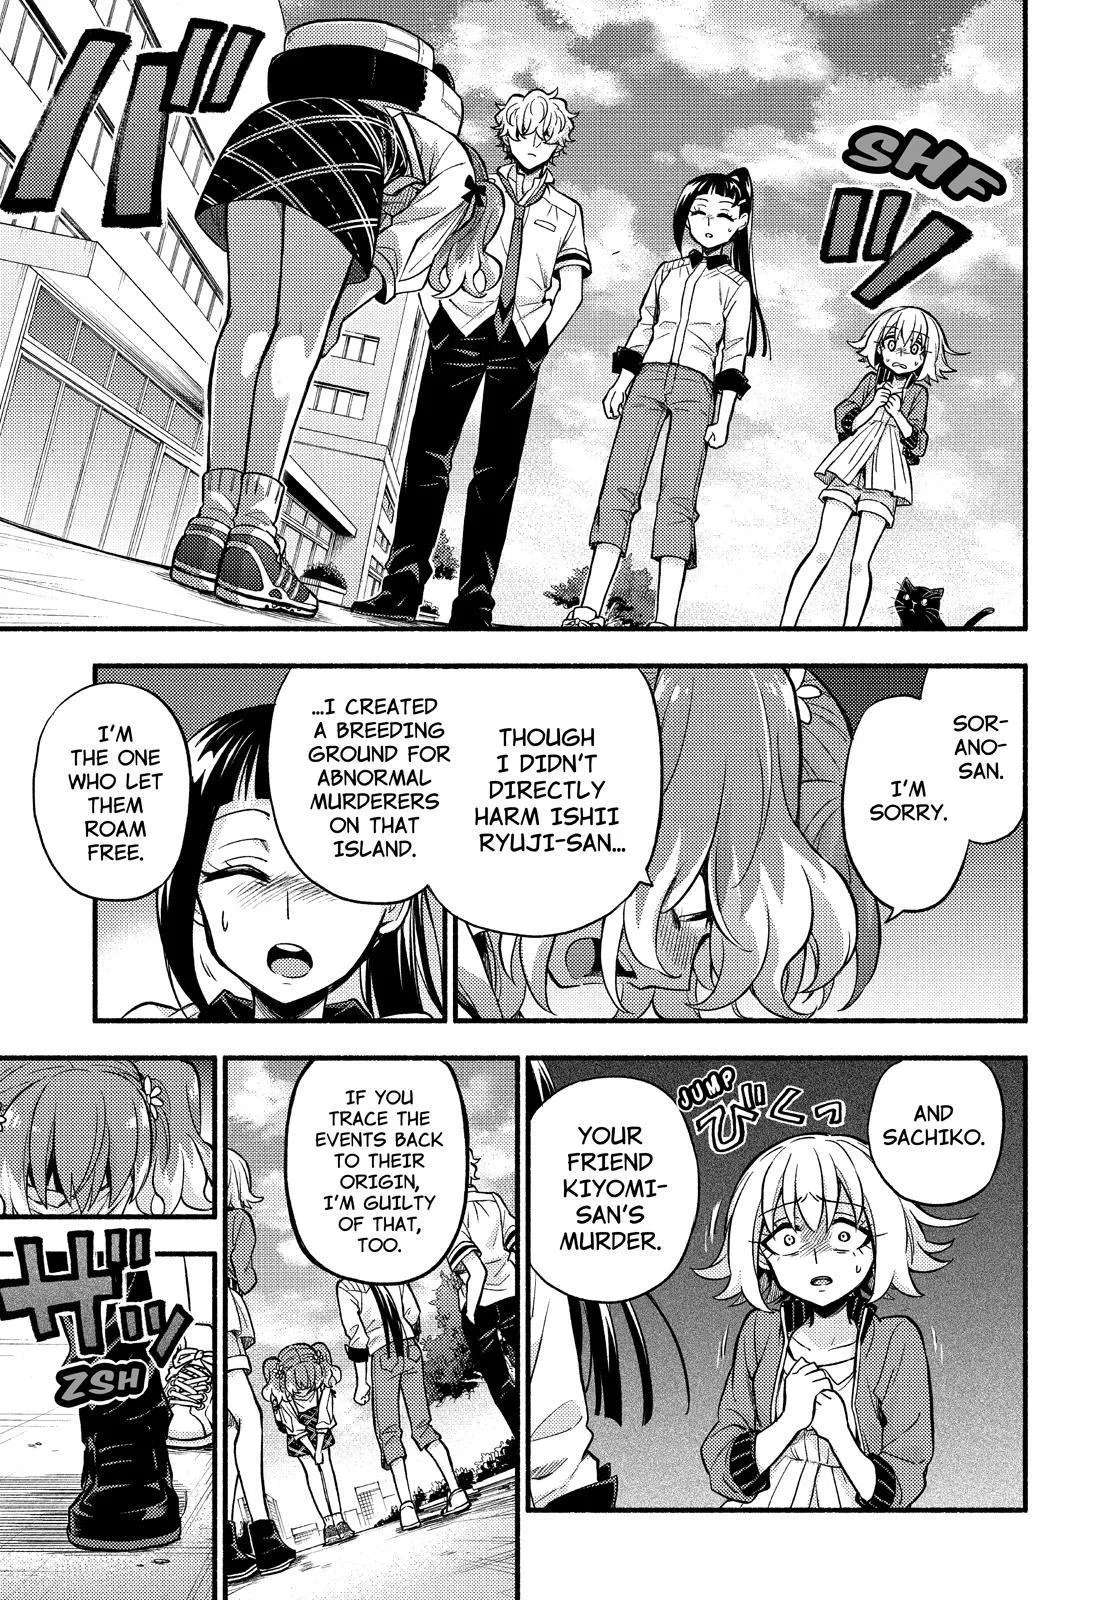 バッ
SHF
SOR-
ANO-
SAN.
I'M
SORRY.
THOUGH
I DIDN'T
DIRECTLY
HARM ISHII
RYUJI-SAN...
...I CREATED
A BREEDING
GROUND FOR
ABNORMAL
MURDERERS
ON THAT
ISLAND.
I'M
THE ONE
WHO LET
THEM
ROAM
FREE.
AND
SACHIKO.
JUMP
びくっ
YOUR
FRIEND
KIYOMI-
SAN'S
MURDER.
IF YOU
TRACE THE
EVENTS BACK
TO THEIR
ORIGIN,
I'M GUILTY
OF THAT,
TOO.
ザッ
ZSH